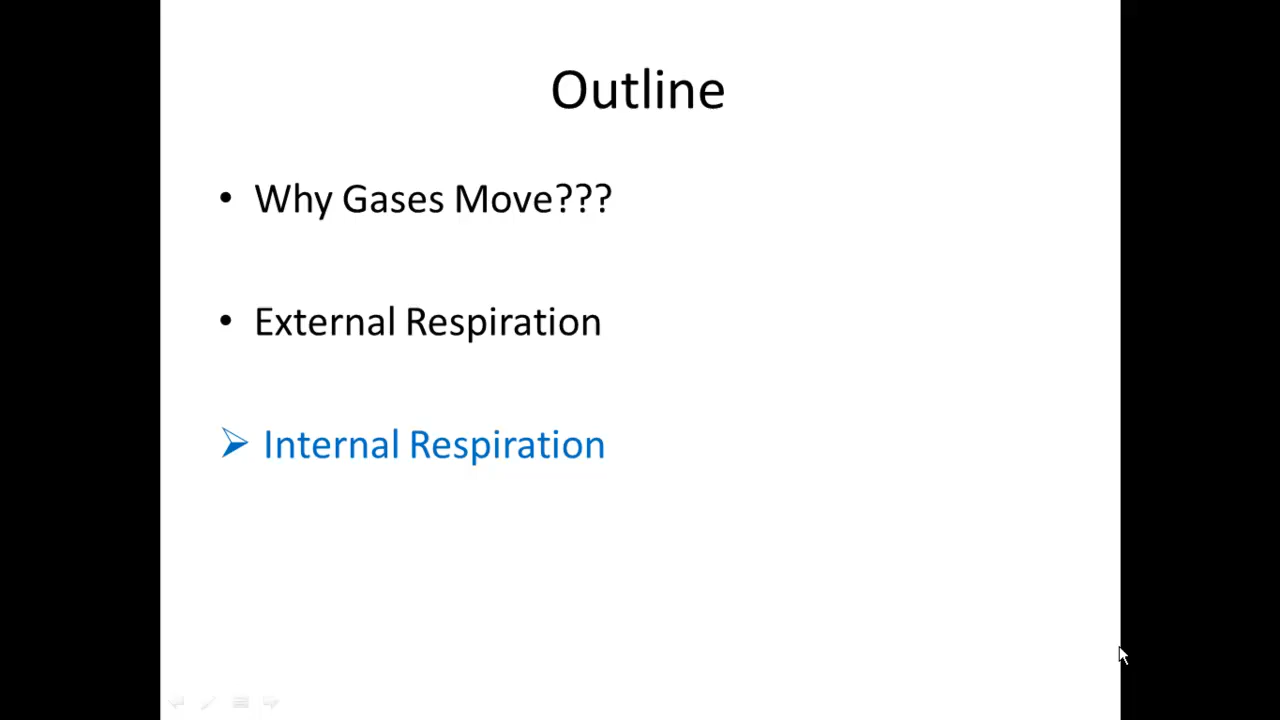 Outline
• Why Gases Move???
• External Respiration
➢ Internal Respiration